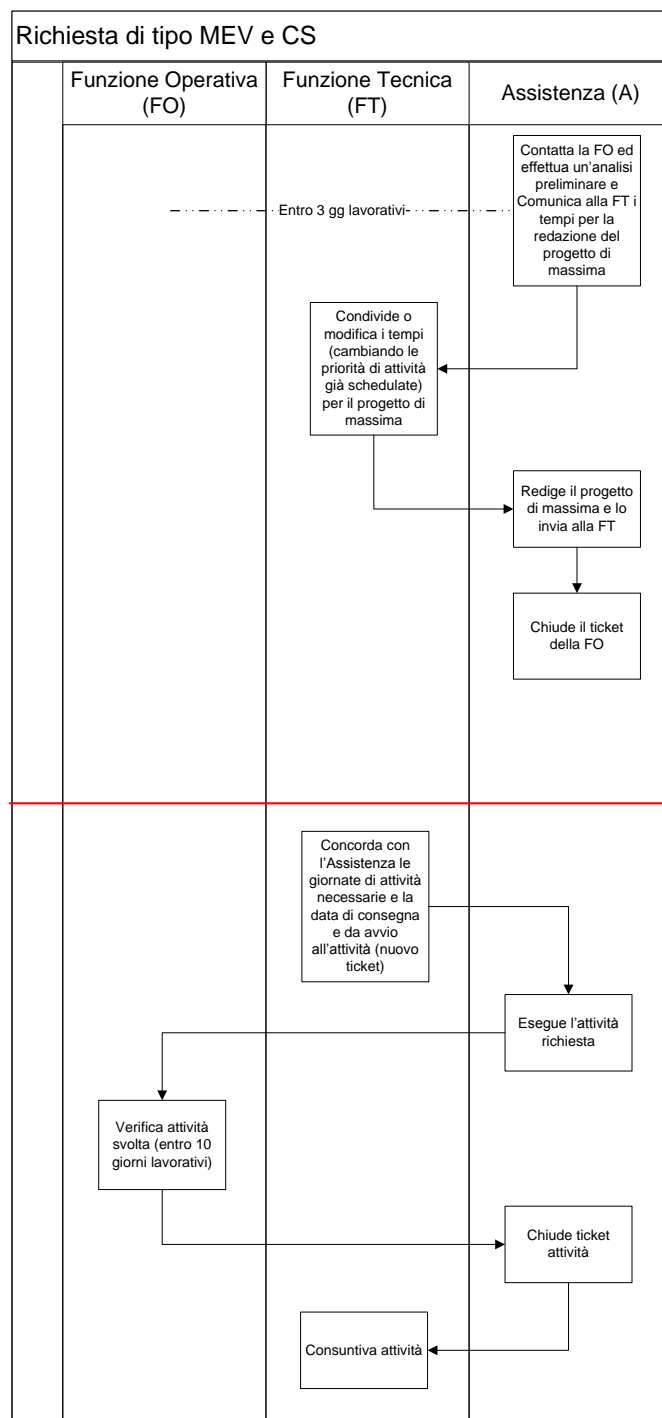 Richiesta di tipo MEV e CS
Funzione Operativa
(FO)
Funzione Tecnica
(FT)
Assistenza (A)
Contatta la FO ed
effettua un'analisi
preliminare e
Comunica alla FT i
tempi per la
redazione del
progetto di
massima
Entro 3 gg lavorativi
Condivide o
modifica i tempi
(cambiando le
priorità di attività
già schedulate)
per il progetto di
massima
Redige il progetto
di massima e lo
invia alla FT
Chiude il ticket
della FO
Concorda con
l'Assistenza le
giornate di attività
necessarie e la
data di consegna
e da avvio
all'attività (nuovo
ticket)
Esegue l'attività
richiesta
Verifica attività
svolta (entro 10
giorni lavorativi)
Chiude ticket
attività
Consuntiva attività